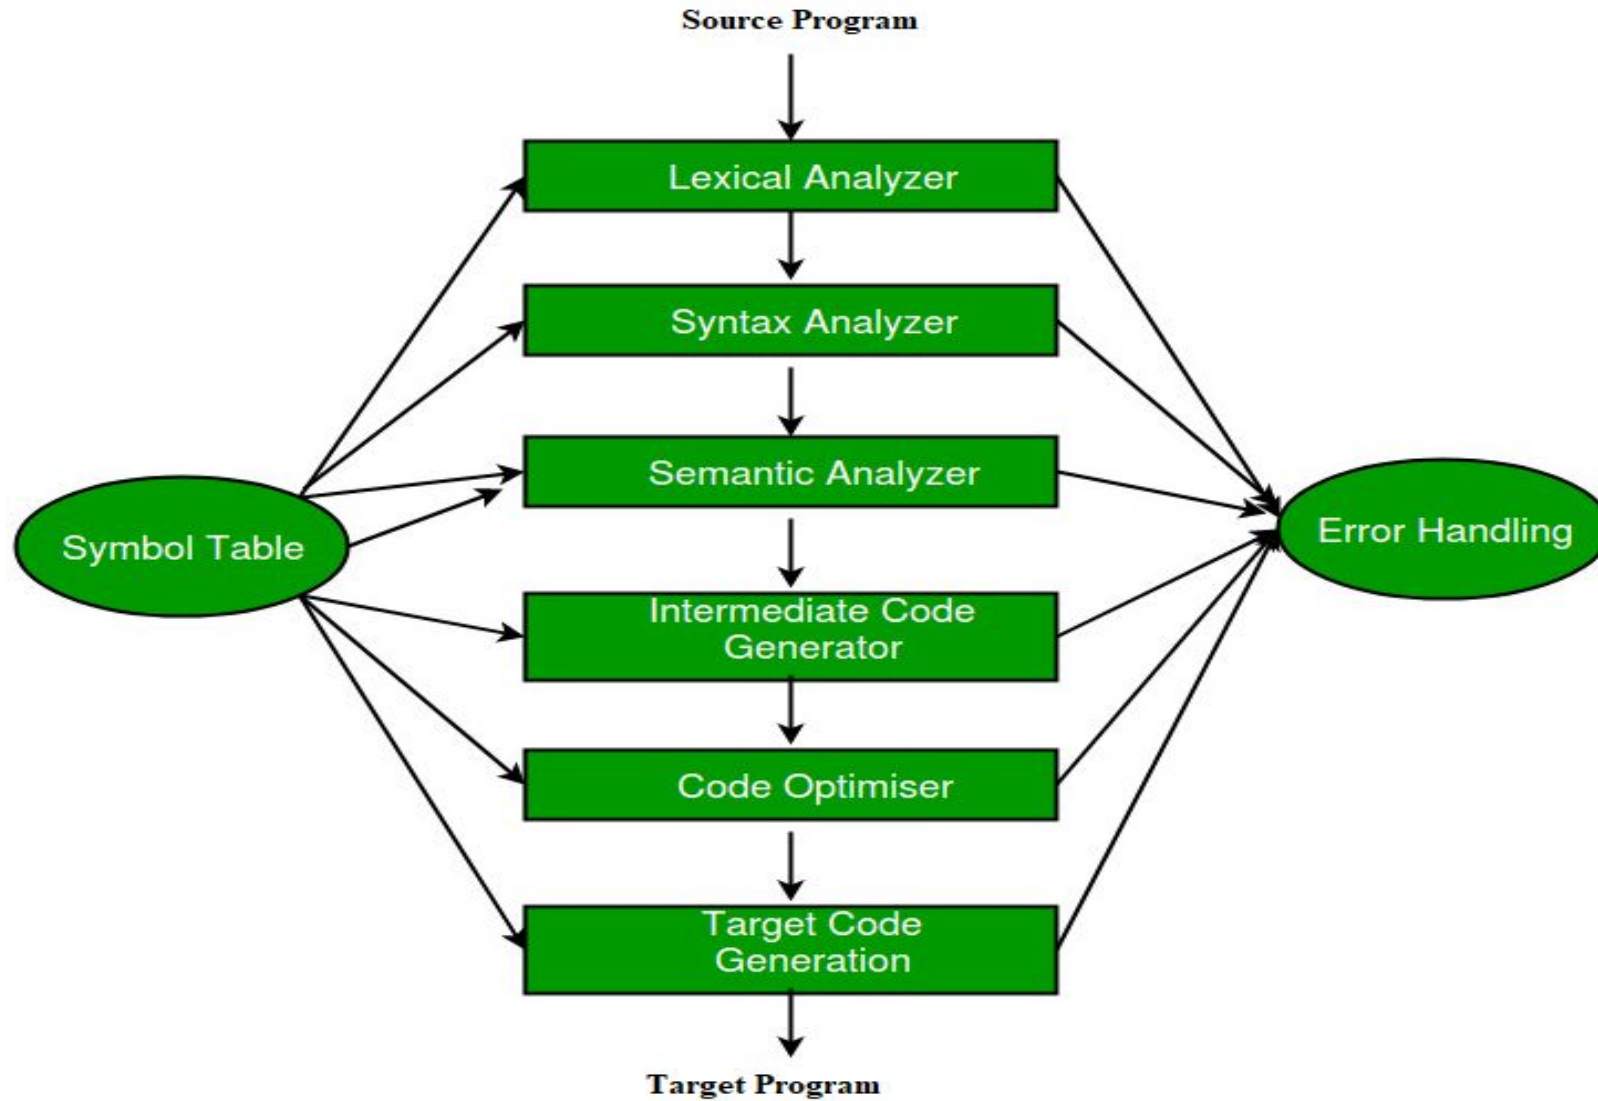 Source Program
Lexical Analyzer
Syntax Analyzer
Semantic Analyzer
Symbol Table
Error Handling
Intermediate Code
Generator
Code Optimiser
Target Code
Generation
Target Program